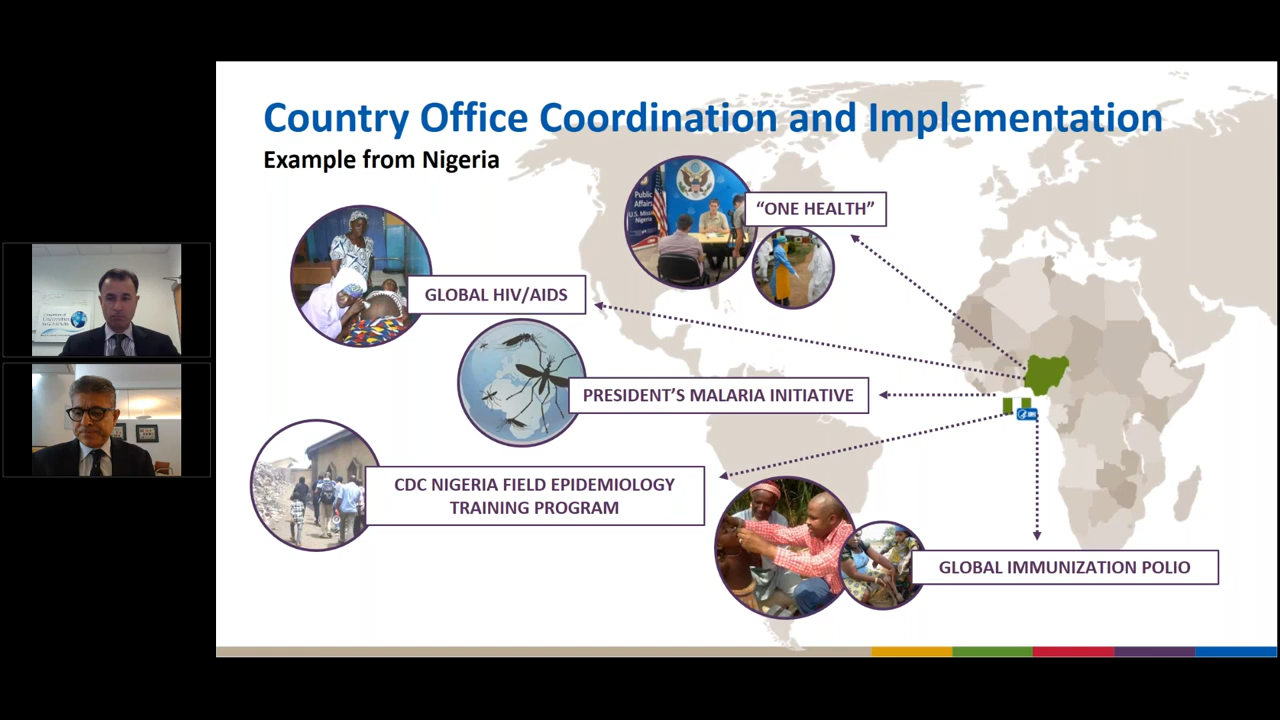 Country Office Coordination and Implementation
Example from Nigeria
Public
Affairs
U.S. Missi
Nigeria
“ONE HEALTH”
GLOBAL HIV/AIDS
PRESIDENT’S MALARIA INITIATIVE
CDC NIGERIA FIELD EPIDEMIOLOGY
TRAINING PROGRAM
GLOBAL IMMUNIZATION POLIO